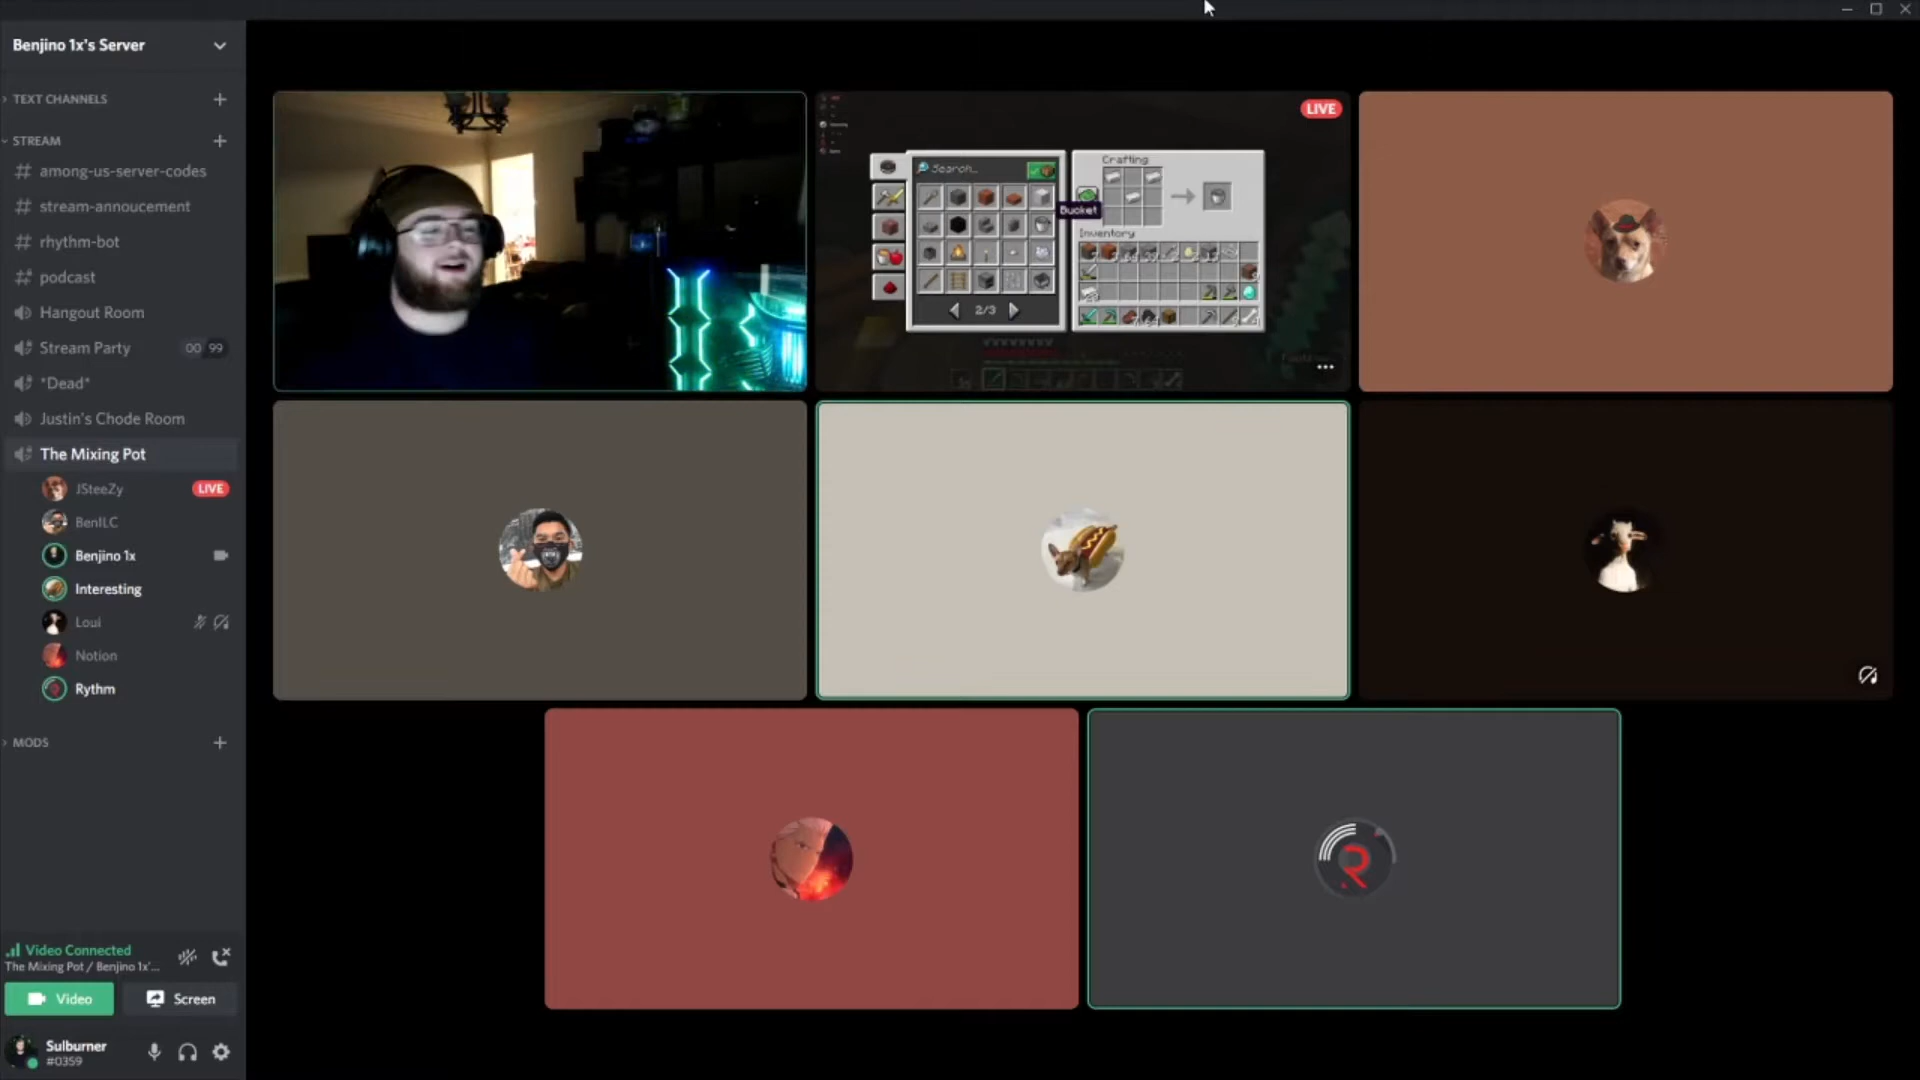 Benjino 1x's Server
TEXT CHANNELS
STREAM
among-us-server-codes
stream-annoucement
rhythm-bot
podcast
Hangout Room
Stream Party 00 99
*Dead*
Justin's Chode Room
The Mixing Pot
JSteeZy LIVE
BenILC
Benjino 1x
Interesting
Loui
Notion
Rythm
MODS
Video Connected
The Mixing Pot / Benjino 1x'...
Video
Screen
Sulburner
#0359
LIVE
Search...
Crafting
Bucket
Inventory
2/3
R